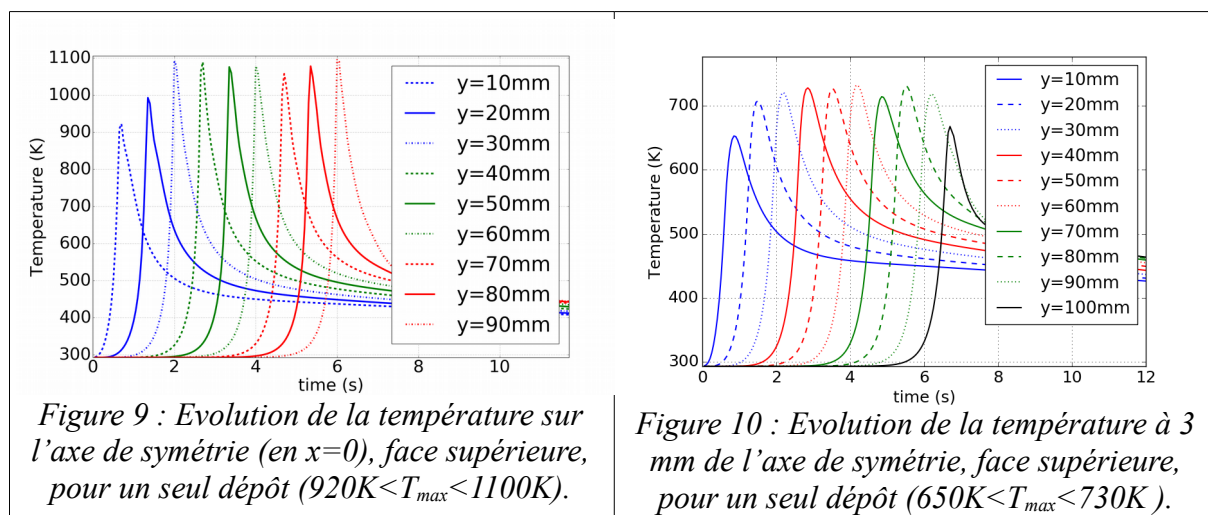 1100
1000
900
800
700
600
500
400
300
Temperature (K)
0
2
4
6
8
10
time (s)
y=10mm
y=20mm
y=30mm
y=40mm
y=50mm
y=60mm
y=70mm
y=80mm
y=90mm
Figure 9 : Evolution de la température sur
l’axe de symétrie (en x=0), face supérieure,
pour un seul dépôt (920K<Tmax<1100K).
700
600
500
400
300
Temperature (K)
0
2
4
6
8
10
12
time (s)
y=10mm
y=20mm
y=30mm
y=40mm
y=50mm
y=60mm
y=70mm
y=80mm
y=90mm
y=100mm
Figure 10 : Evolution de la température à 3
mm de l’axe de symétrie, face supérieure,
pour un seul dépôt (650K<Tmax<730K ).